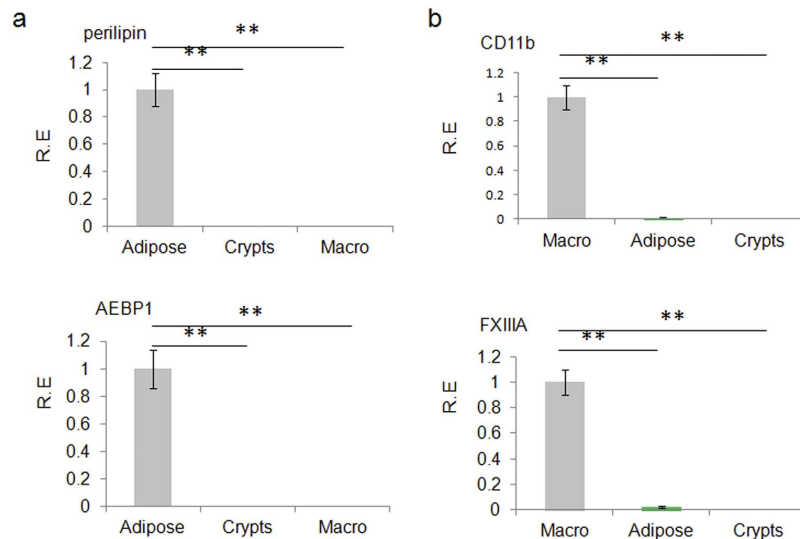 a
perilipin
**
**
1.2
1
0.8
0.6
0.4
0.2
0
R.E
Adipose Crypts Macro
AEBP1
**
**
1.2
1
0.8
0.6
0.4
0.2
0
R.E
Adipose Crypts Macro
b
CD11b
**
**
1.2
1
0.8
0.6
0.4
0.2
0
R.E
Macro Adipose Crypts
FXIIIA
**
**
1.2
1
0.8
0.6
0.4
0.2
0
R.E
Macro Adipose Crypts